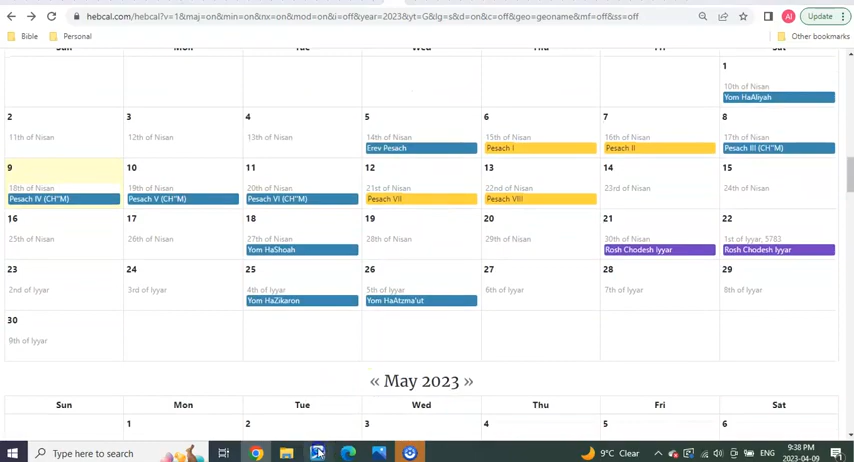 hebcal.com/hebcal?v=1&maj=on&min=on&nx=on&mod=on&i=off&year=2023&yt=G&lg=s&d=on&c=off&geo=geoname&mf=off&ss=off
AI
Update
Bible
Personal
Other bookmarks
Sun Mon Tue Wed Thu Fri Sat
1
10th of Nisan
Yom HaAliyah
2 3 4 5 6 7 8
11th of Nisan 12th of Nisan 13th of Nisan 14th of Nisan 15th of Nisan 16th of Nisan 17th of Nisan
Erev Pesach Pesach I Pesach II Pesach III (CH"M)
9 10 11 12 13 14 15
18th of Nisan 19th of Nisan 20th of Nisan 21st of Nisan 22nd of Nisan 23rd of Nisan 24th of Nisan
Pesach IV (CH"M) Pesach V (CH"M) Pesach VI (CH"M) Pesach VII Pesach VIII
16 17 18 19 20 21 22
25th of Nisan 26th of Nisan 27th of Nisan 28th of Nisan 29th of Nisan 30th of Nisan 1st of Iyyar, 5783
Yom HaShoah Rosh Chodesh Iyyar Rosh Chodesh Iyyar
23 24 25 26 27 28 29
2nd of Iyyar 3rd of Iyyar 4th of Iyyar 5th of Iyyar 6th of Iyyar 7th of Iyyar 8th of Iyyar
Yom HaZikaron Yom HaAtzma'ut
30
9th of Iyyar
« May 2023 »
Sun Mon Tue Wed Thu Fri Sat
1 2 3 4 5 6
Type here to search
9°C Clear
ENG
9:38 PM
2023-04-09